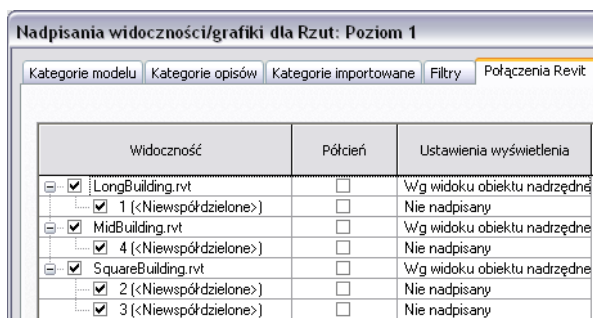 Nadpisania widoczności/grafiki dla Rzut: Poziom 1
Kategorie modelu Kategorie opisów Kategorie importowane Filtry Połączenia Revit
Widoczność Półcień Ustawienia wyświetlenia
LongBuilding.rvt Wg widoku obiektu nadrzędne
1 (<Niewspółdzielone>) Nie nadpisany
MidBuilding.rvt Wg widoku obiektu nadrzędne
4 (<Niewspółdzielone>) Nie nadpisany
SquareBuilding.rvt Wg widoku obiektu nadrzędne
2 (<Niewspółdzielone>) Nie nadpisany
3 (<Niewspółdzielone>) Nie nadpisany